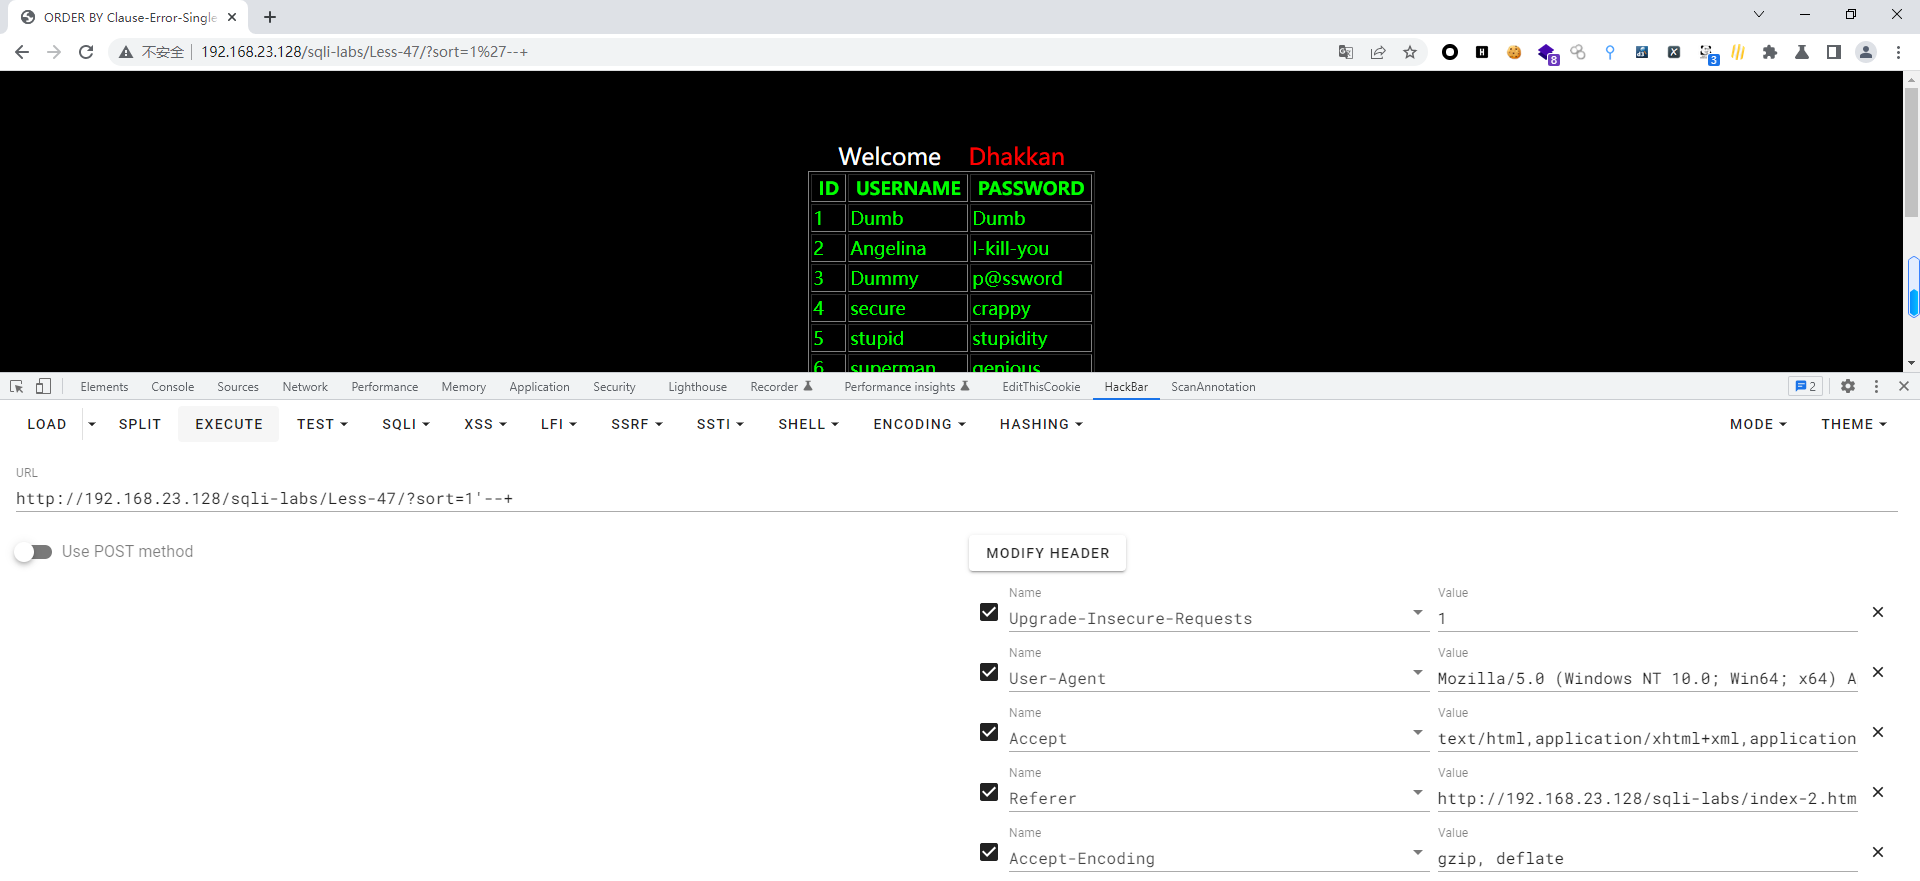 ORDER BY Clause-Error-Single
不安全 192.168.23.128/sqli-labs/Less-47/?sort=1%27--+
8
3
Welcome Dhakkan
ID USERNAME PASSWORD
1 Dumb Dumb
2 Angelina I-kill-you
3 Dummy p@ssword
4 secure crappy
5 stupid stupidity
6 superman genious
Elements Console Sources Network Performance Memory Application Security Lighthouse Recorder Performance insights EditThisCookie HackBar ScanAnnotation 2
LOAD SPLIT EXECUTE TEST SQLI XSS LFI SSRF SSTI SHELL ENCODING HASHING MODE THEME
URL
http://192.168.23.128/sqli-labs/Less-47/?sort=1'--+
Use POST method
MODIFY HEADER
Name Value
Upgrade-Insecure-Requests 1
Name Value
User-Agent Mozilla/5.0 (Windows NT 10.0; Win64; x64) A
Name Value
Accept text/html,application/xhtml+xml,application
Name Value
Referer http://192.168.23.128/sqli-labs/index-2.htm
Name Value
Accept-Encoding gzip, deflate